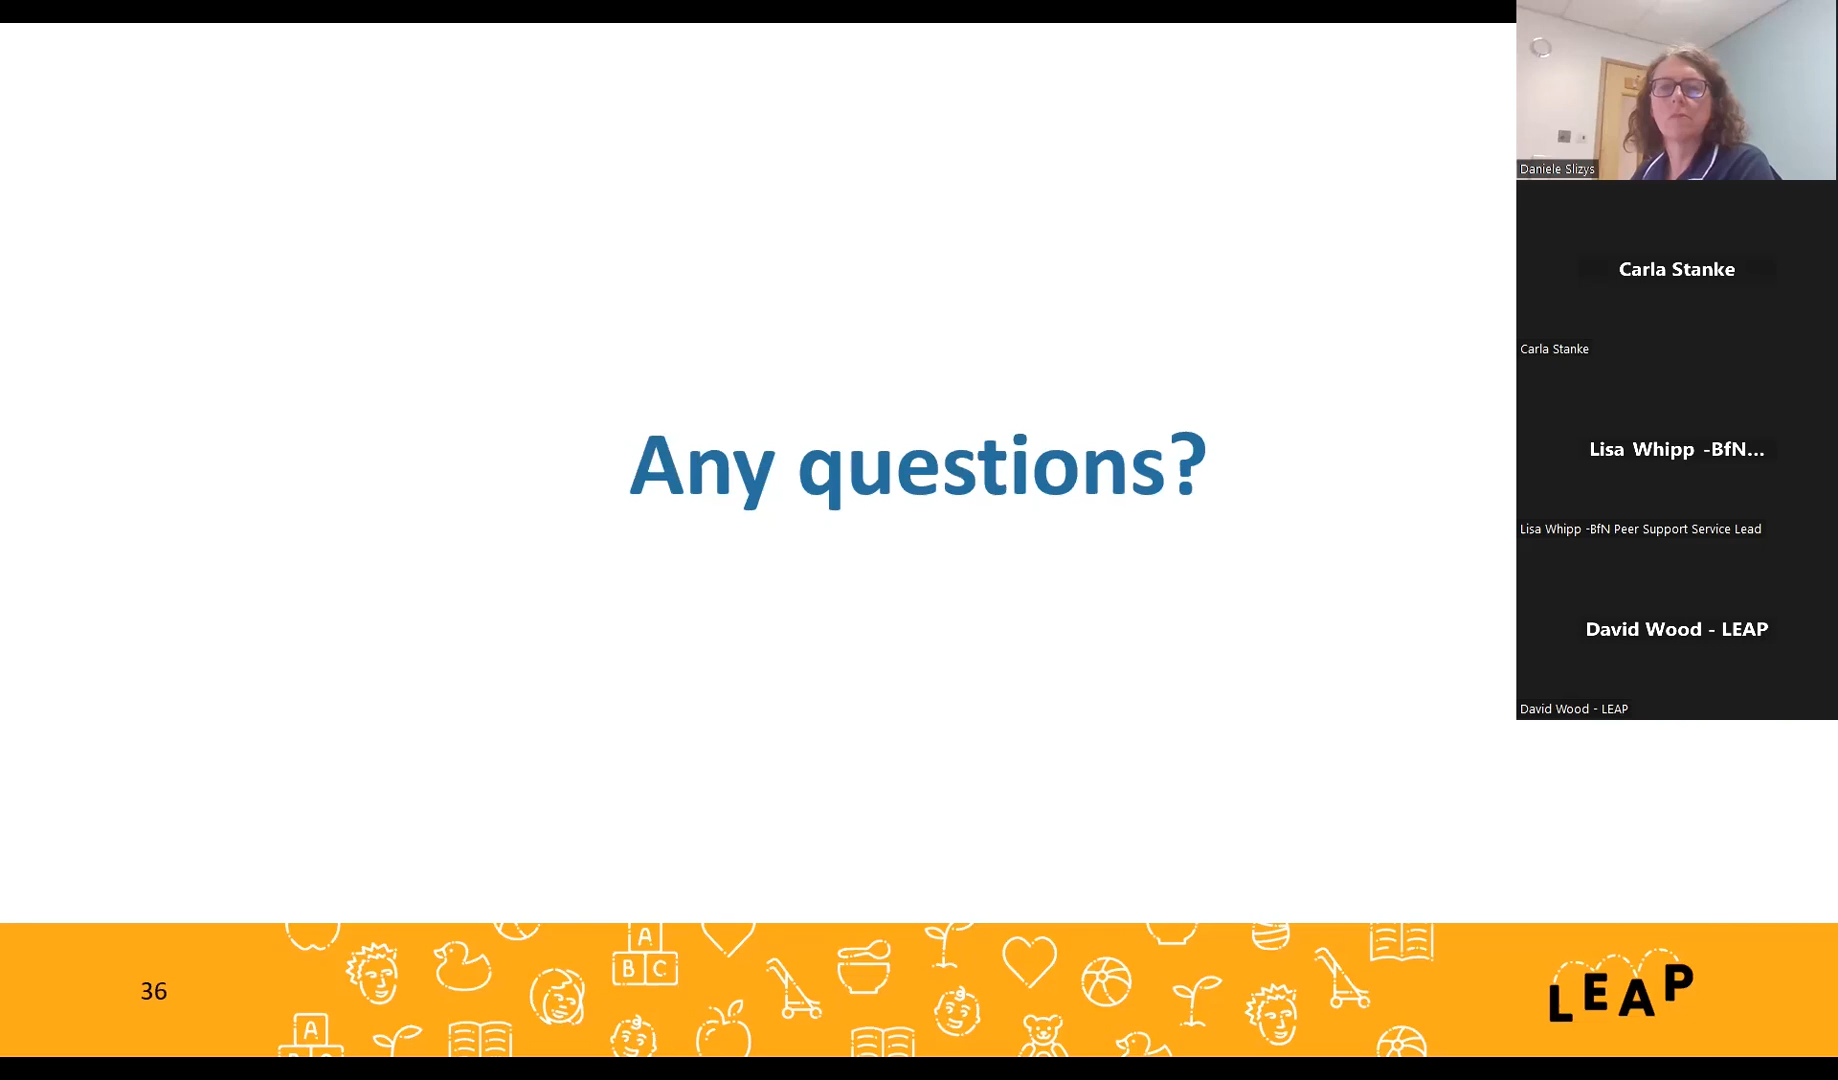 Any questions?
Daniele Slizys
Carla Stanke
Carla Stanke
Lisa Whipp -BfN...
Lisa Whipp -BfN Peer Support Service Lead
David Wood - LEAP
David Wood - LEAP
36
A
B C
A
B C
LEAP